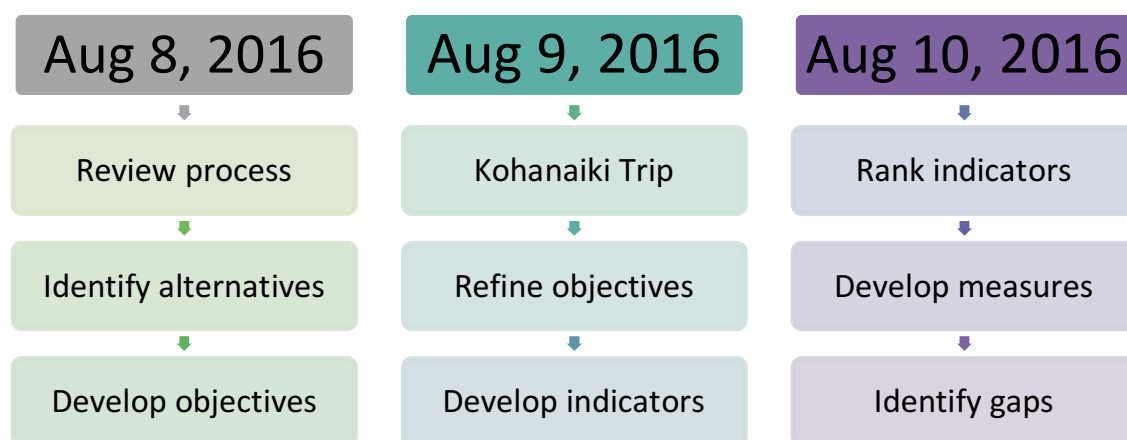 Aug 8, 2016
Review process
Identify alternatives
Develop objectives
Aug 9, 2016
Kohanaiki Trip
Refine objectives
Develop indicators
Aug 10, 2016
Rank indicators
Develop measures
Identify gaps